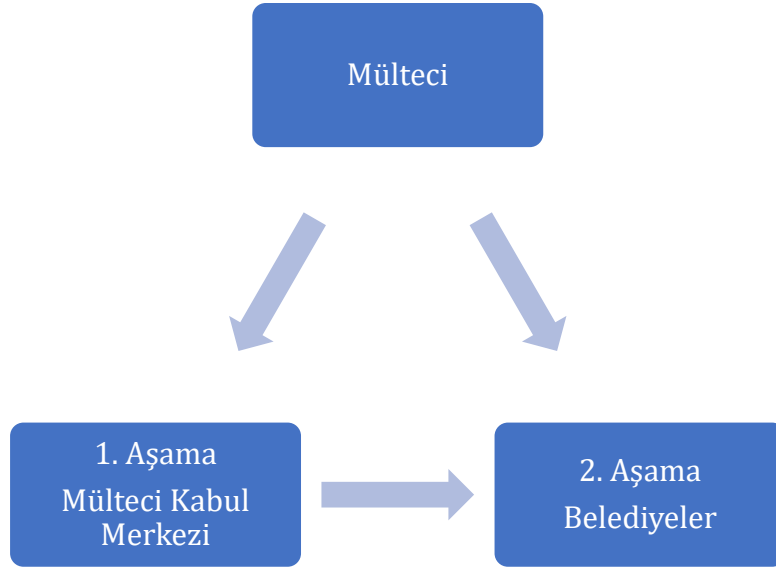 Mülteci
1. Aşama
Mülteci Kabul
Merkezi
2. Aşama
Belediyeler